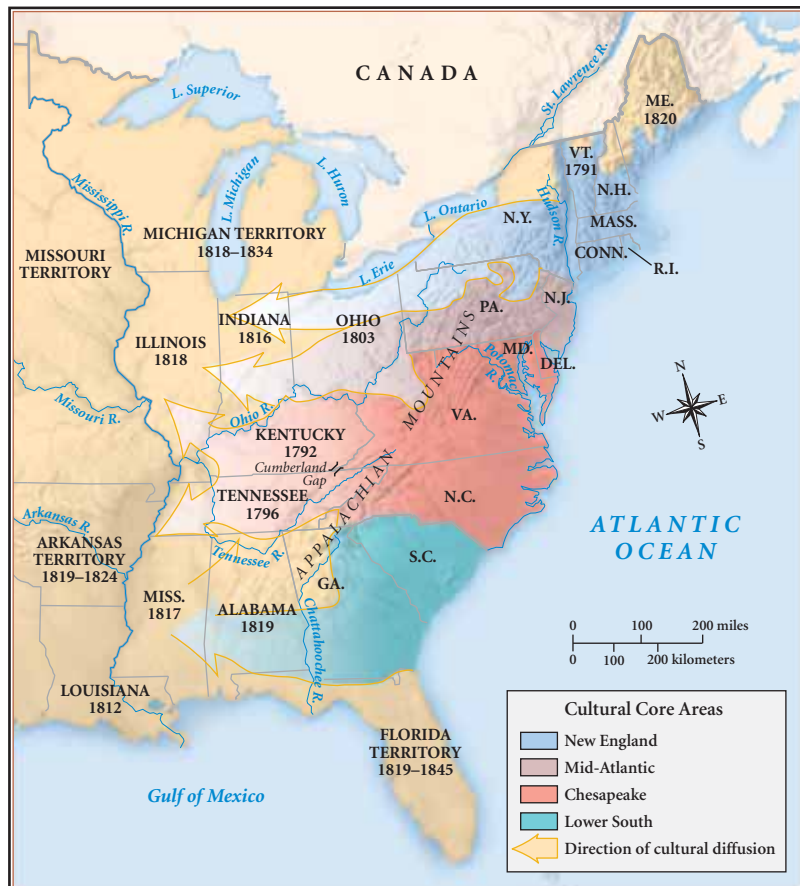 CANADA
L. Superior
St. Lawrence R.
ME.
1820
VT.
1791
N.H.
MASS.
CONN.
R.I.
Hudson R.
N.Y.
L. Ontario
L. Huron
L. Michigan
Mississippi R.
MICHIGAN TERRITORY
1818–1834
L. Erie
MISSOURI
TERRITORY
N.J.
PA.
INDIANA
1816
OHIO
1803
ILLINOIS
1818
MD.
DEL.
Potomac
R.
N
W
E
S
Missouri R.
Ohio R.
VA.
KENTUCKY
1792
Cumberland
Gap
APPALACHIAN MOUNTAINS
TENNESSEE
1796
N.C.
Arkansas R.
ARKANSAS
TERRITORY
1819–1824
Tennessee R.
S.C.
ATLANTIC
OCEAN
MISS.
1817
ALABAMA
1819
GA.
Chattahoochee R.
0 100 200 miles
0 100 200 kilometers
LOUISIANA
1812
FLORIDA
TERRITORY
1819–1845
Gulf of Mexico
Cultural Core Areas
New England
Mid-Atlantic
Chesapeake
Lower South
Direction of cultural diffusion